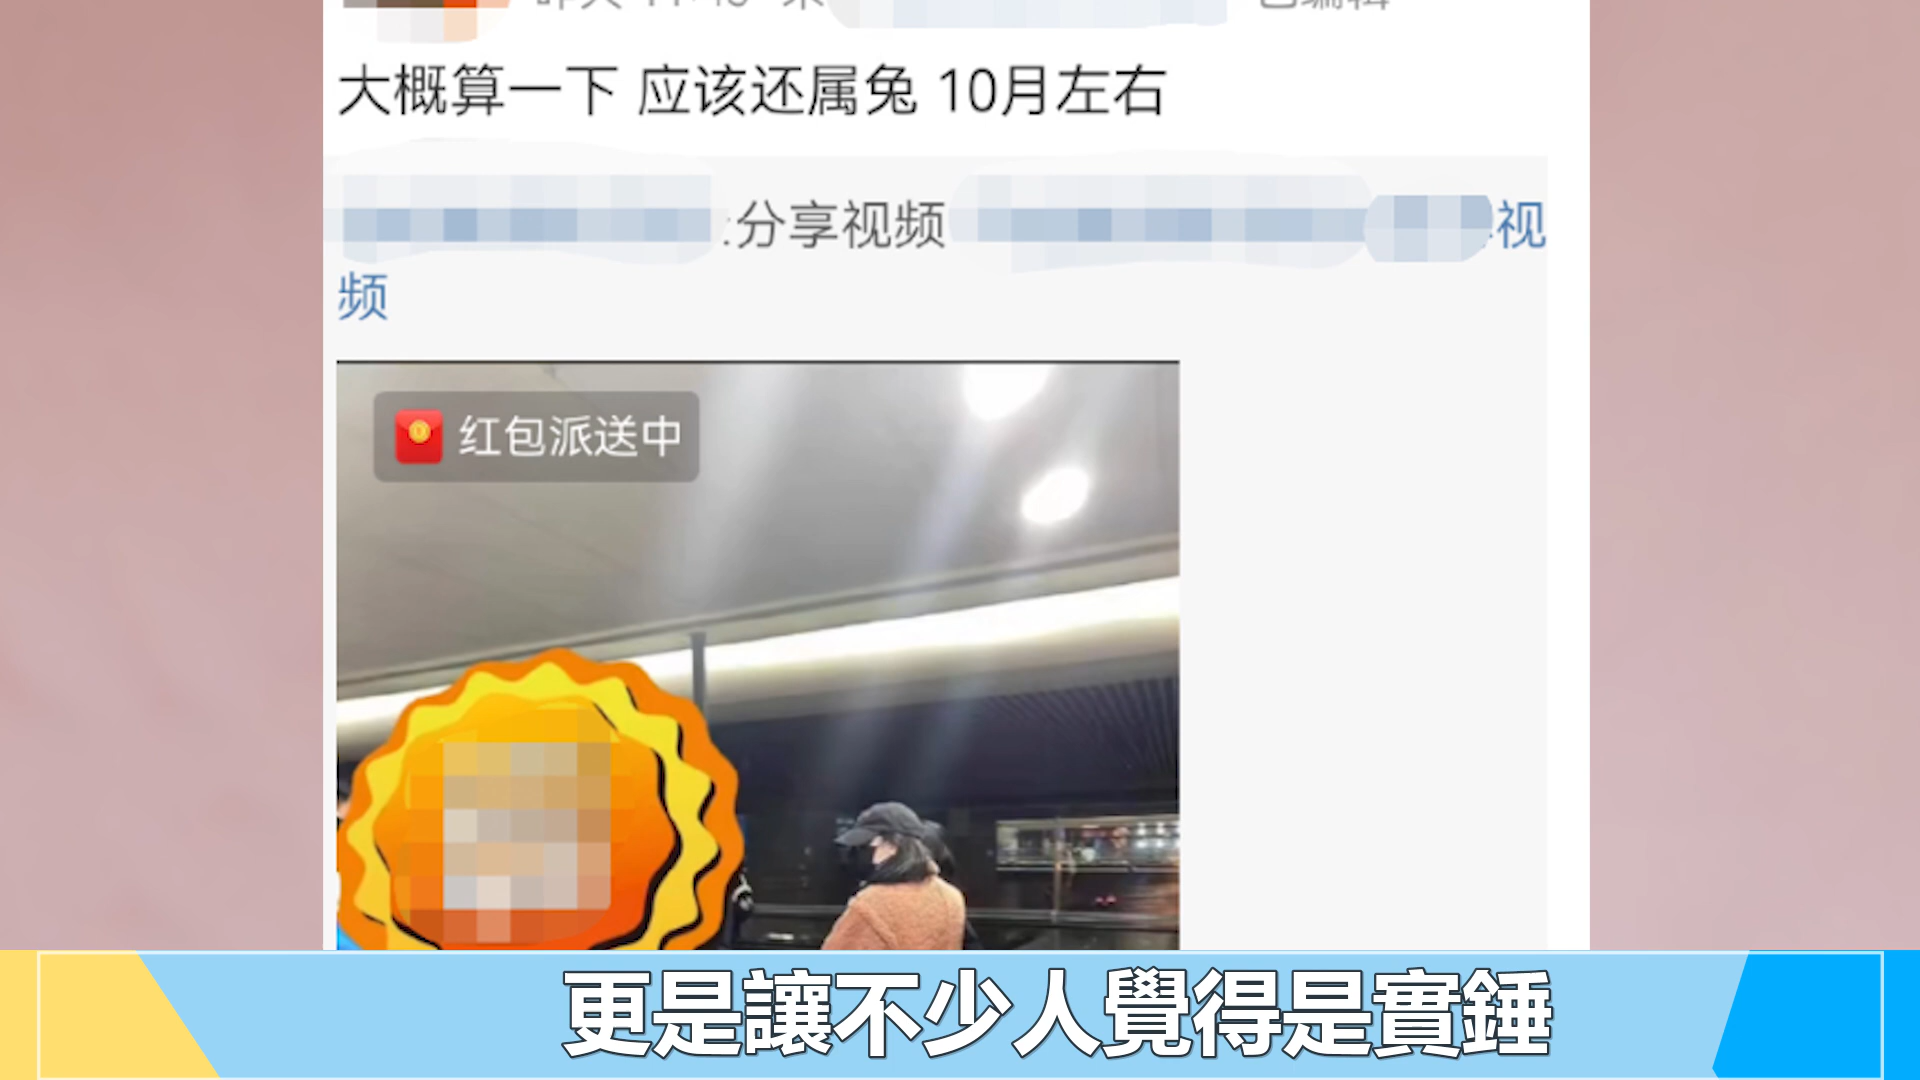 大概算一下 应该还属兔 10月左右
:分享视频 视
频
红包派送中
更是讓不少人覺得是實錘